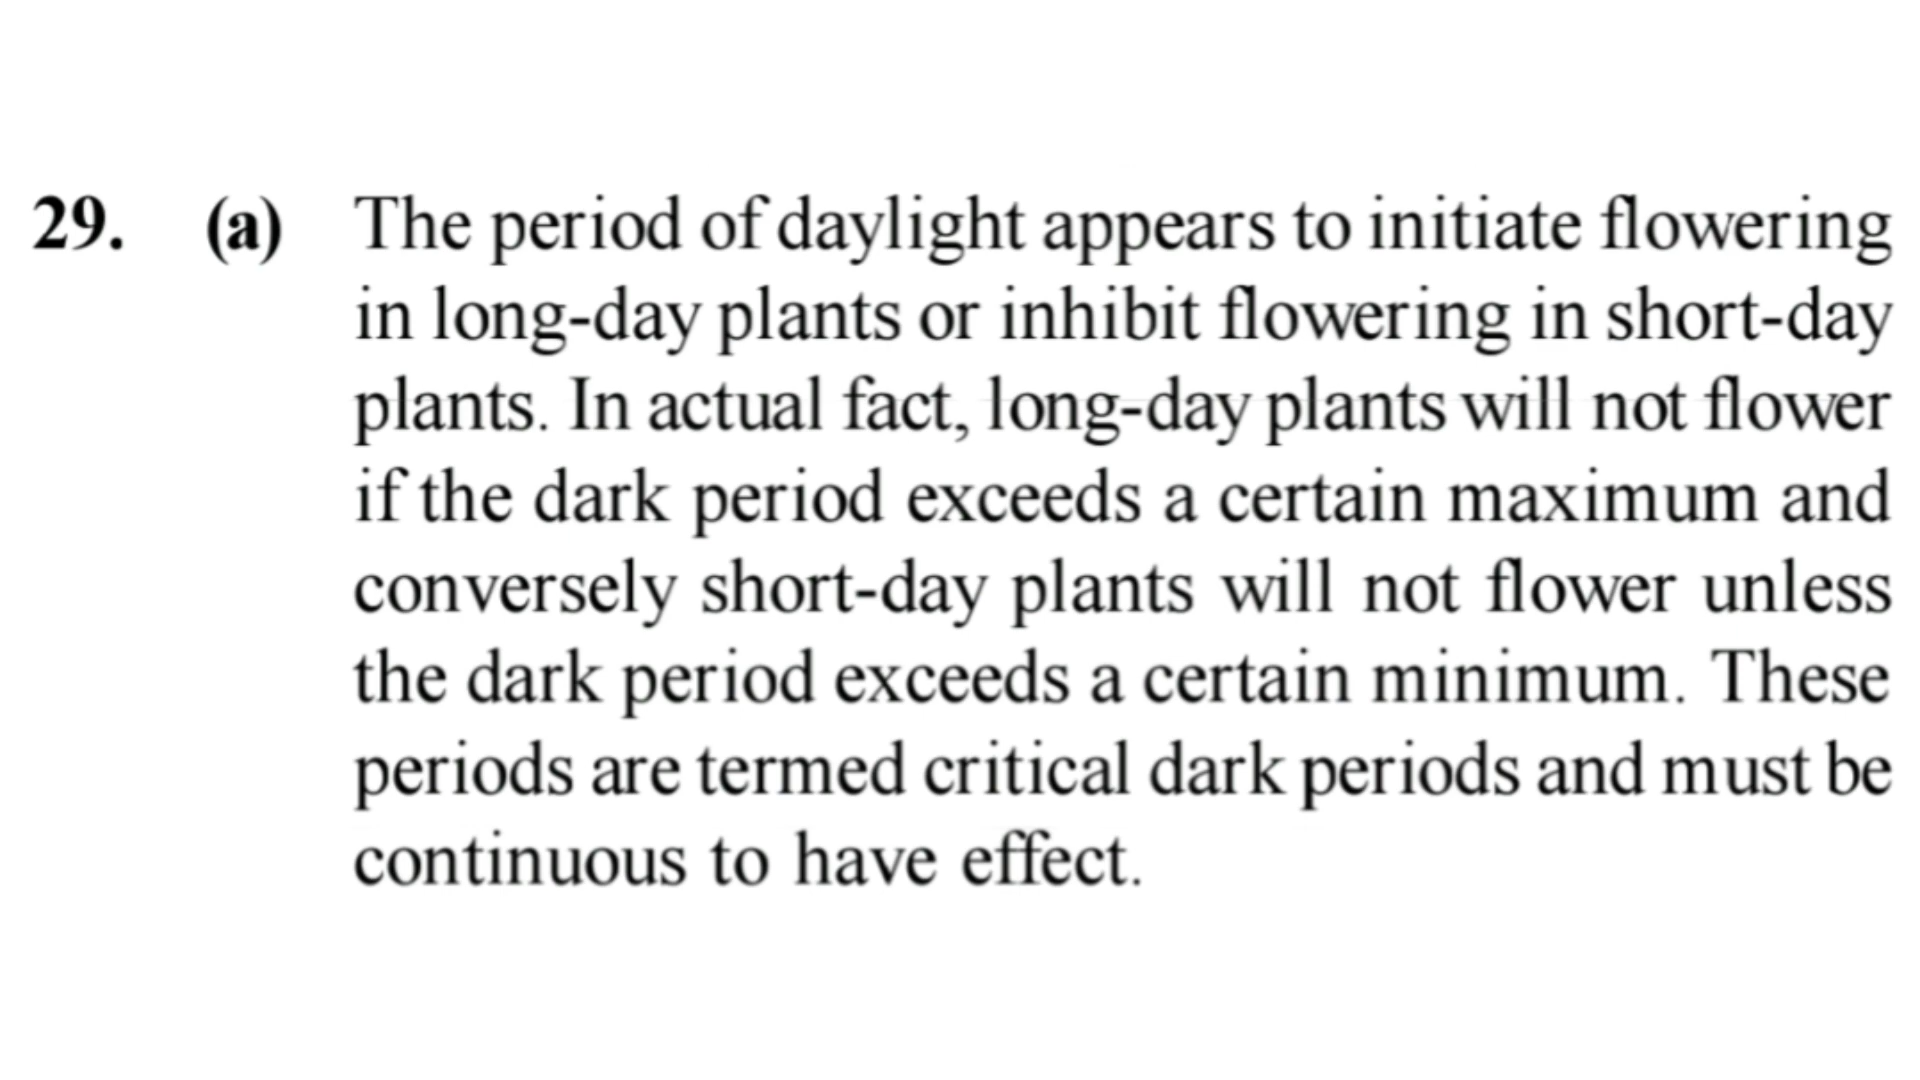 29. (a) The period of daylight appears to initiate flowering
in long-day plants or inhibit flowering in short-day
plants. In actual fact, long-day plants will not flower
if the dark period exceeds a certain maximum and
conversely short-day plants will not flower unless
the dark period exceeds a certain minimum. These
periods are termed critical dark periods and must be
continuous to have effect.